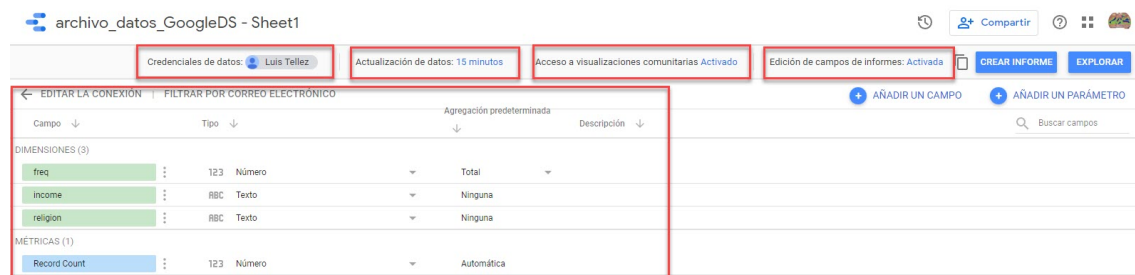 archivo_datos_GoogleDS - Sheet1 Compartir
Credenciales de datos: Luis Tellez Actualización de datos: 15 minutos Acceso a visualizaciones comunitarias Activado Edición de campos de informes: Activada CREAR INFORME EXPLORAR
EDITAR LA CONEXIÓN | FILTRAR POR CORREO ELECTRÓNICO AÑADIR UN CAMPO AÑADIR UN PARÁMETRO
Campo Tipo Agregación predeterminada Descripción Buscar campos
DIMENSIONES (3)
freq 123 Número Total
income ABC Texto Ninguna
religion ABC Texto Ninguna
MÉTRICAS (1)
Record Count 123 Número Automática